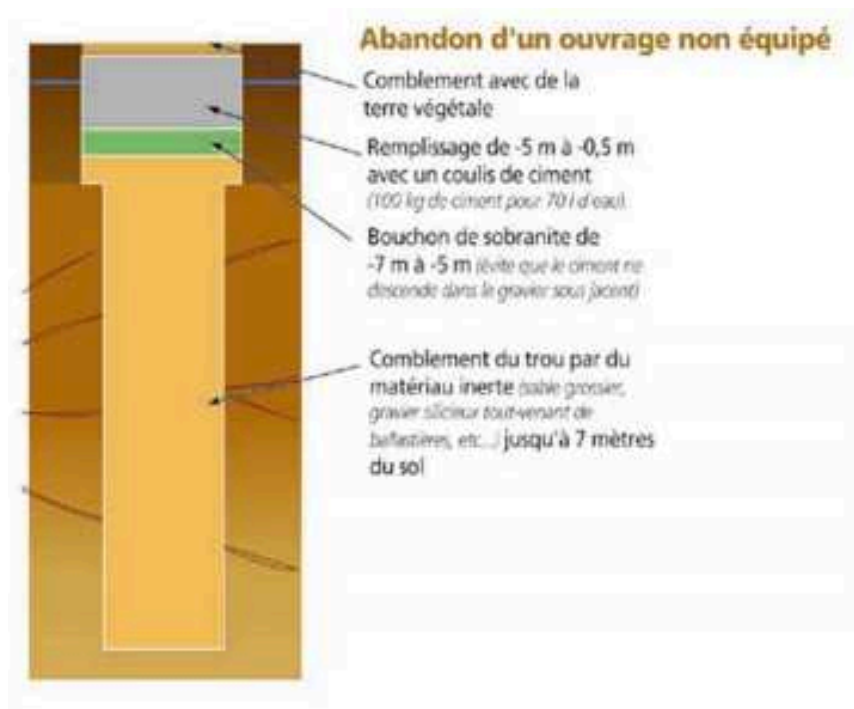 Abandon d'un ouvrage non équipé
Comblement avec de la
terre végétale
Remplissage de -5 m à -0,5 m
avec un coulis de ciment
(100 kg de ciment pour 70 l d'eau)
Bouchon de sobranite de
-7 m à -5 m (évite que le ciment ne
descende dans le gravier sous jacent)
Comblement du trou par du
matériau inerte (sable grossier,
gravier silicieux tout-venant de
ballastières, etc...) jusqu'à 7 mètres
du sol